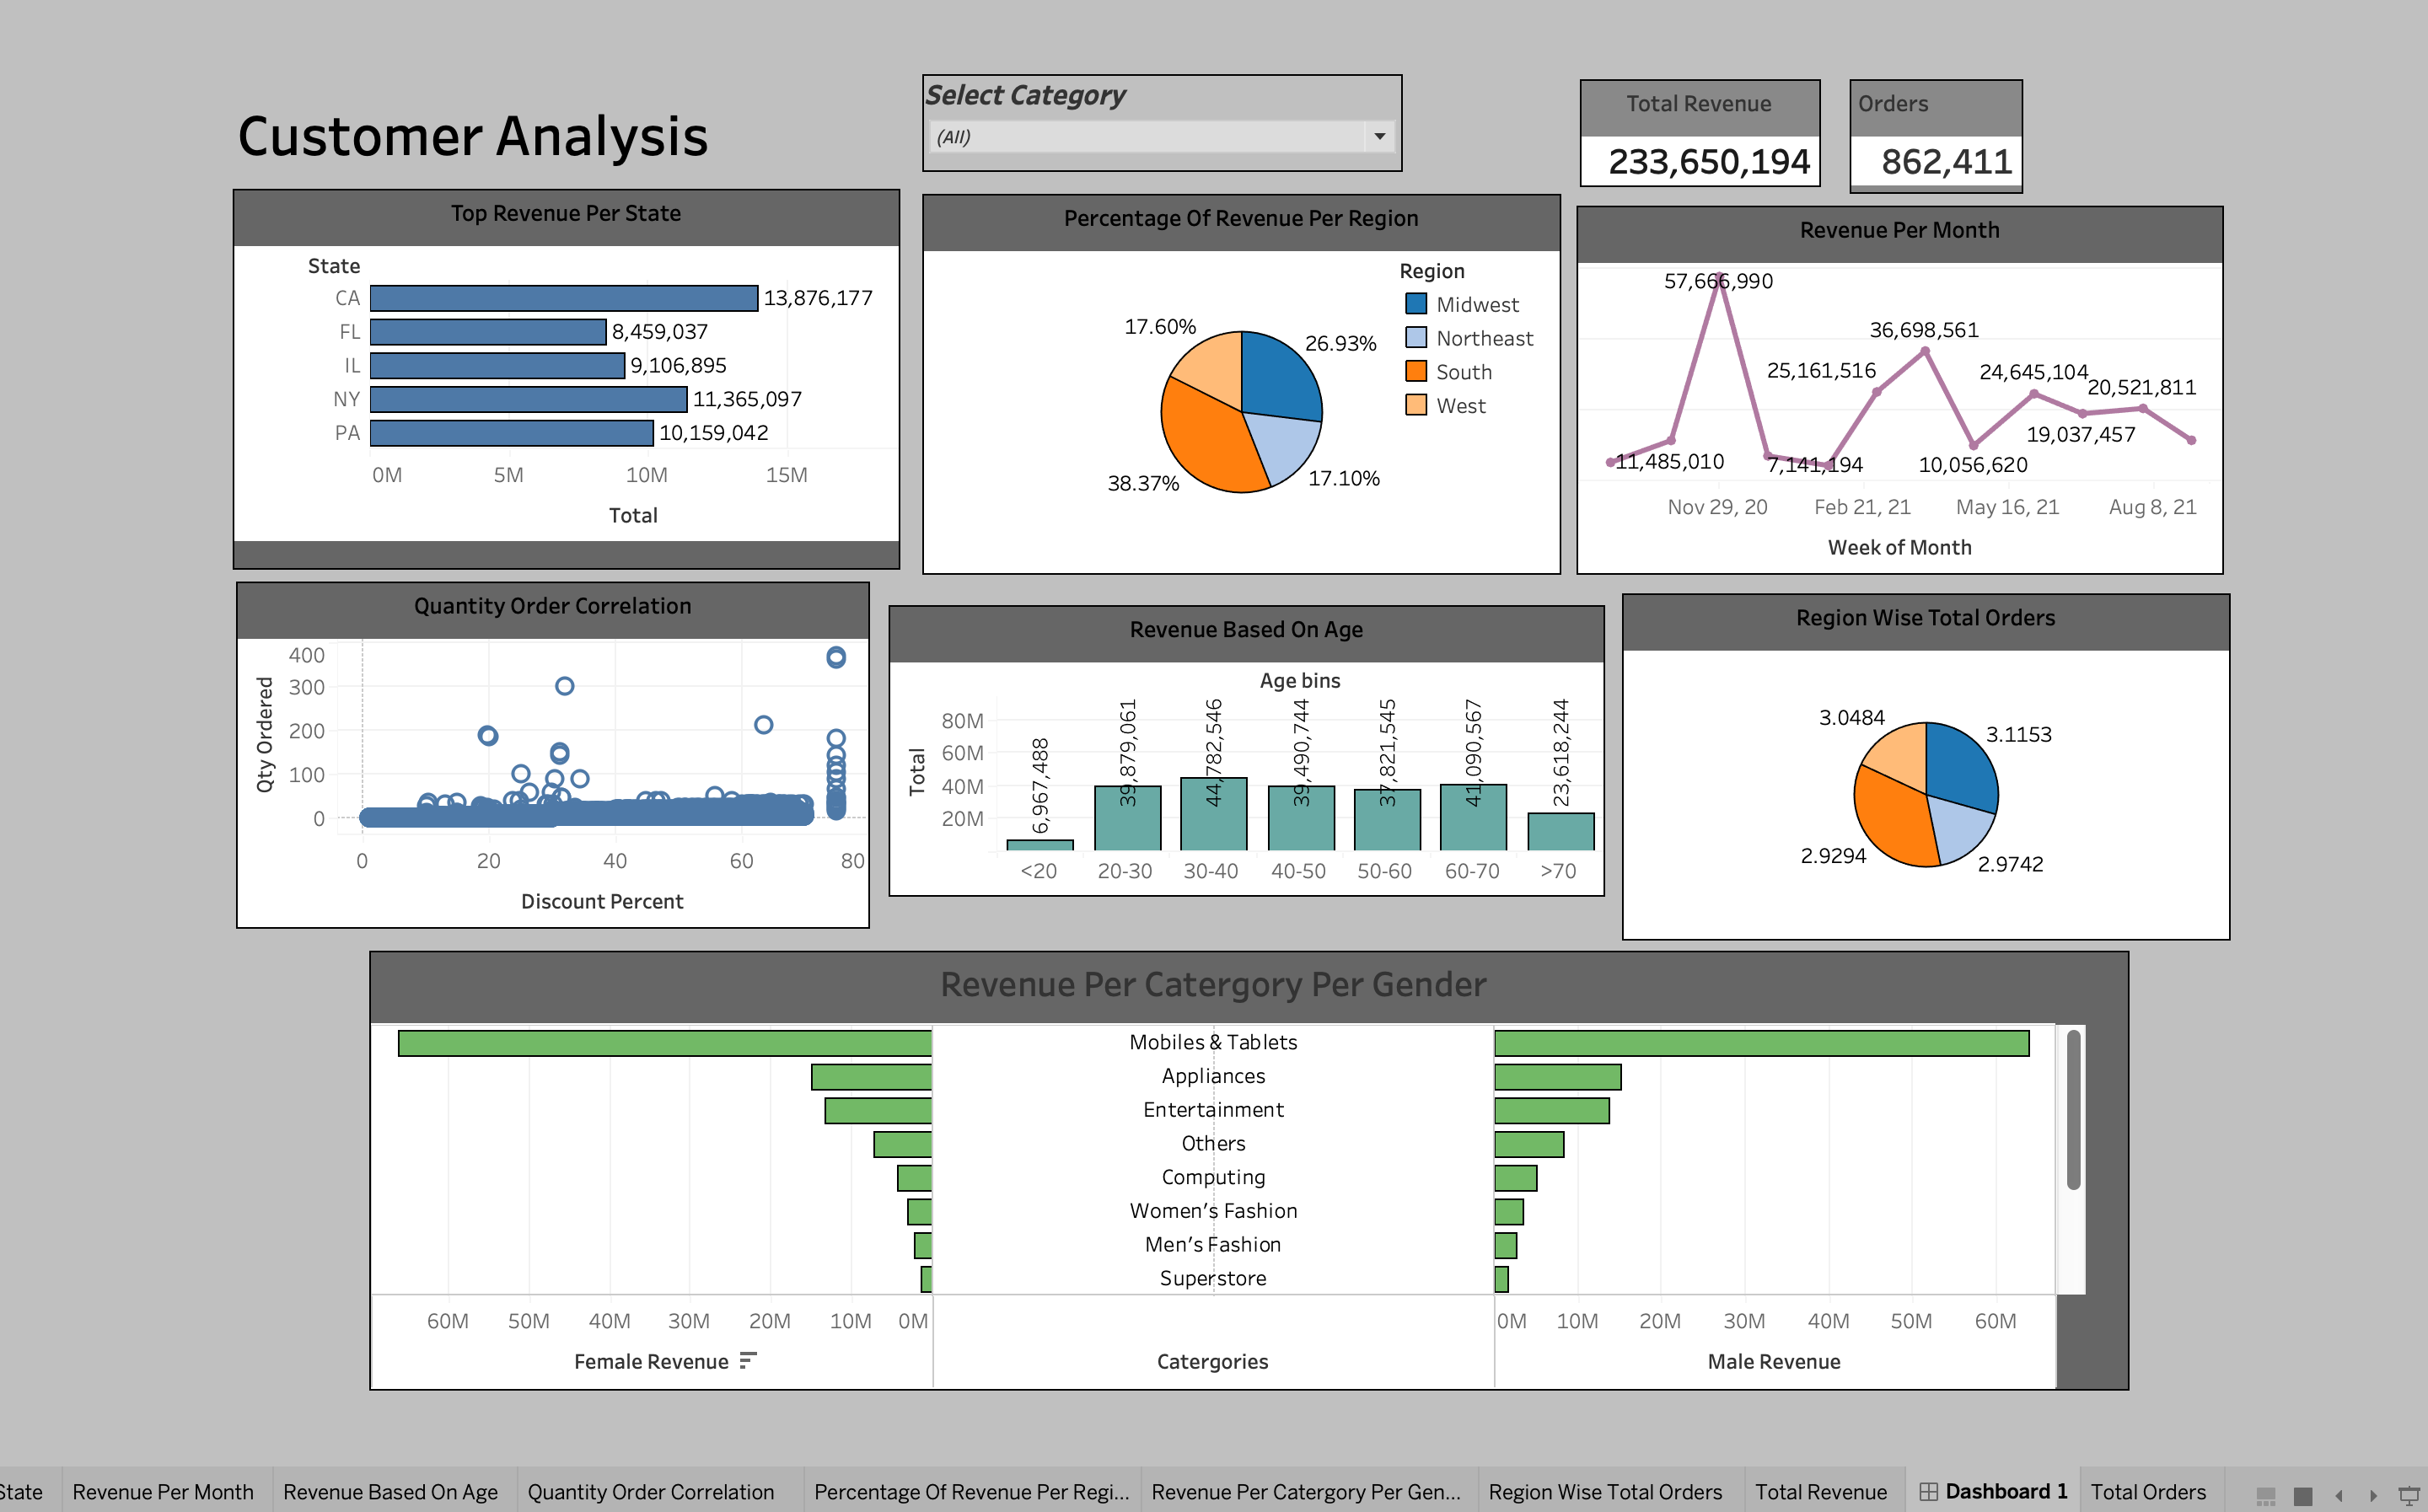 Customer Analysis
Select Category
(All)
Total Revenue
233,650,194
Orders
862,411
Top Revenue Per State
State
CA 13,876,177
FL 8,459,037
IL 9,106,895
NY 11,365,097
PA 10,159,042
0M 5M 10M 15M
Total
Percentage Of Revenue Per Region
Region
Midwest
Northeast
South
West
17.60%
26.93%
38.37%
17.10%
Revenue Per Month
57,666,990
36,698,561
25,161,516
24,645,104
20,521,811
19,037,457
11,485,010
7,141,194
10,056,620
Nov 29, 20 Feb 21, 21 May 16, 21 Aug 8, 21
Week of Month
Quantity Order Correlation
Qty Ordered
400
300
200
100
0
0 20 40 60 80
Discount Percent
Revenue Based On Age
Age bins
Total
80M
60M
40M
20M
6,967,488
39,879,061
44,782,546
39,490,744
37,821,545
41,090,567
23,618,244
<20 20-30 30-40 40-50 50-60 60-70 >70
Region Wise Total Orders
3.0484
3.1153
2.9294
2.9742
Revenue Per Catergory Per Gender
Mobiles & Tablets
Appliances
Entertainment
Others
Computing
Women's Fashion
Men's Fashion
Superstore
60M 50M 40M 30M 20M 10M 0M
0M 10M 20M 30M 40M 50M 60M
Female Revenue
Catergories
Male Revenue
State
Revenue Per Month
Revenue Based On Age
Quantity Order Correlation
Percentage Of Revenue Per Regi...
Revenue Per Catergory Per Gen...
Region Wise Total Orders
Total Revenue
Dashboard 1
Total Orders